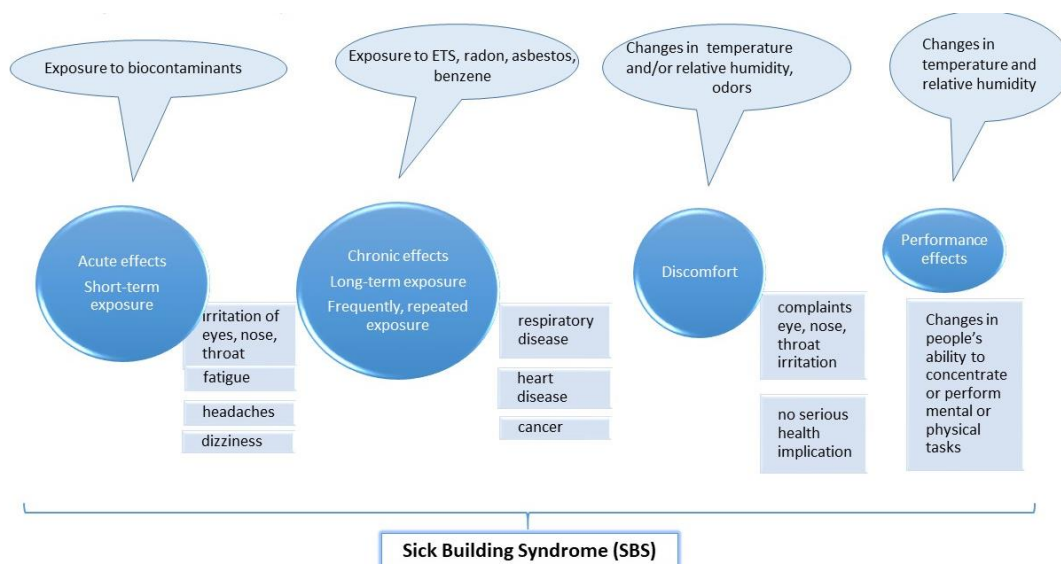 Exposure to biocontaminants
Exposure to ETS, radon, asbestos,
benzene
Changes in temperature
and/or relative humidity,
odors
Changes in
temperature and
relative humidity
Acute effects
Short-term
exposure
irritation of
eyes, nose,
throat
fatigue
headaches
dizziness
Chronic effects
Long-term exposure
Frequently, repeated
exposure
respiratory
disease
heart
disease
cancer
Discomfort
complaints
eye, nose,
throat
irritation
no serious
health
implication
Performance
effects
Changes in
people's
ability to
concentrate
or perform
mental or
physical
tasks
Sick Building Syndrome (SBS)